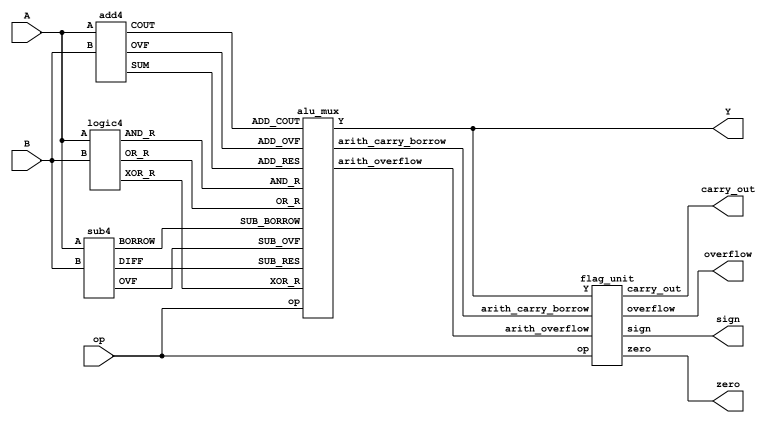 A
B
op
add4
A
B
COUT
OVF
SUM
logic4
A
B
AND_R
OR_R
XOR_R
sub4
A
B
BORROW
DIFF
OVF
alu_mux
ADD_COUT
ADD_OVF
ADD_RES
AND_R
OR_R
SUB_BORROW
SUB_OVF
SUB_RES
XOR_R
op
Y
arith_carry_borrow
arith_overflow
flag_unit
Y
arith_carry_borrow
arith_overflow
op
carry_out
overflow
sign
zero
Y
carry_out
overflow
sign
zero